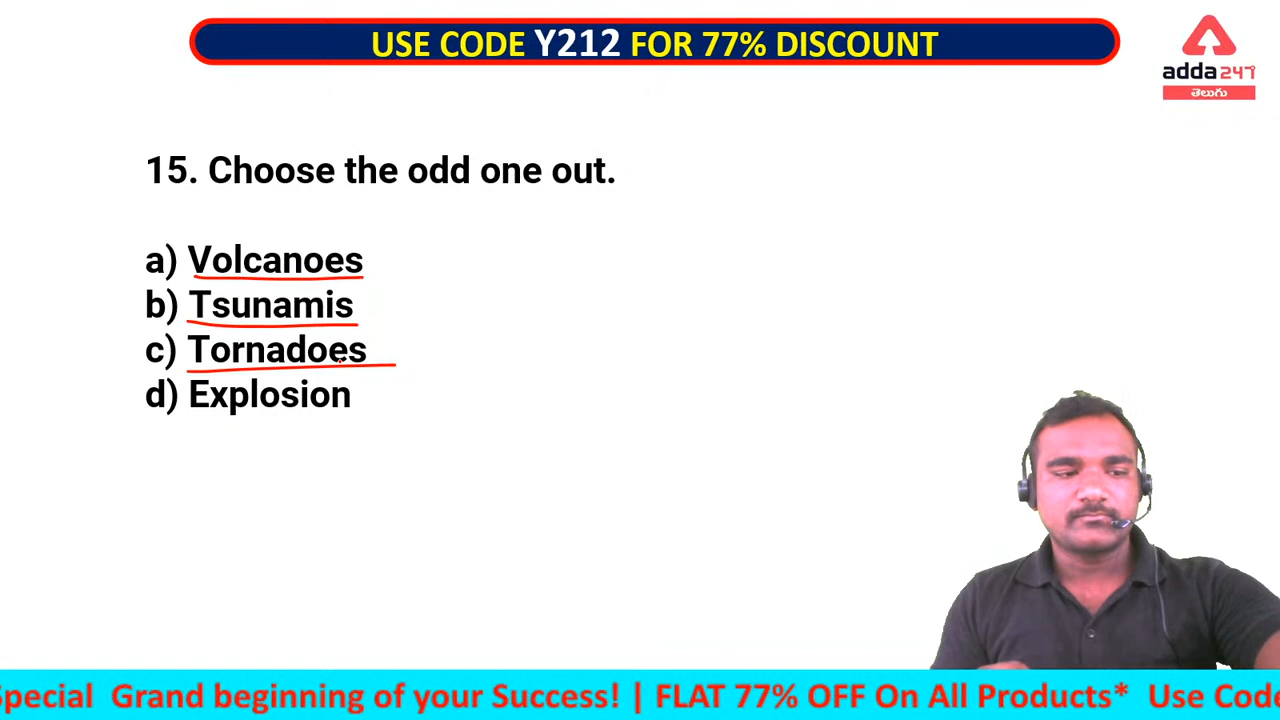 USE CODE Y212 FOR 77% DISCOUNT
adda247
తెలుగు
15. Choose the odd one out.
a) Volcanoes
b) Tsunamis
c) Tornadoes
d) Explosion
Special Grand beginning of your Success! | FLAT 77% OFF On All Products* Use Code